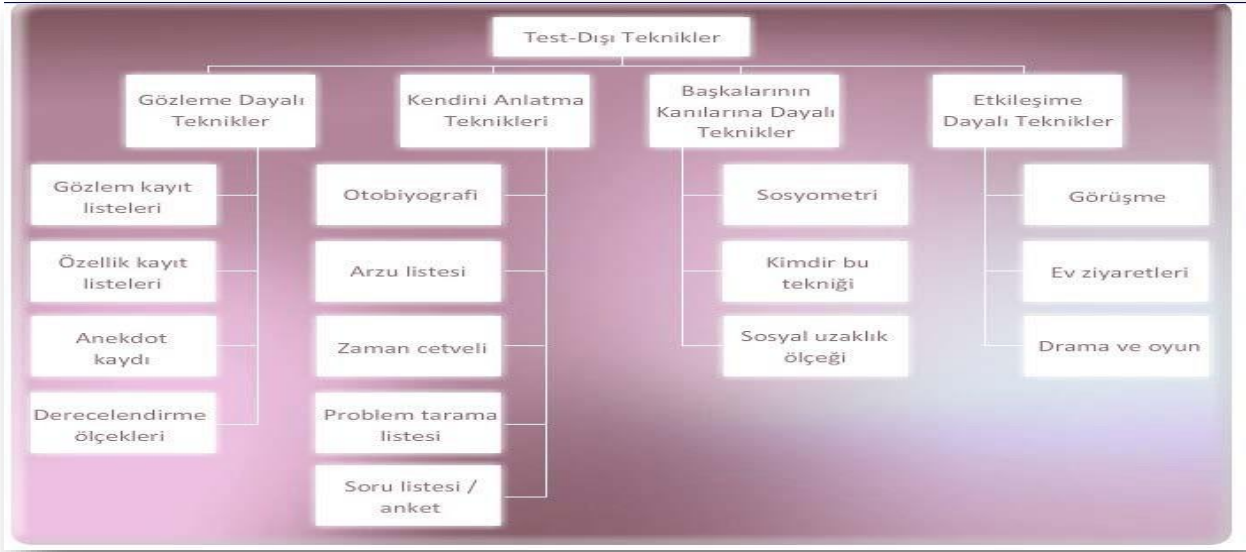 Test-Dışı Teknikler
Gözleme Dayalı
Teknikler
Gözlem kayıt
listeleri
Özellik kayıt
listeleri
Anekdot
kaydı
Derecelendirme
ölçekleri
Kendini Anlatma
Teknikleri
Otobiyografi
Arzu listesi
Zaman cetveli
Problem tarama
listesi
Soru listesi /
anket
Başkalarının
Kanılarına Dayalı
Teknikler
Sosyometri
Kimdir bu
tekniği
Sosyal uzaklık
ölçeği
Etkileşime
Dayalı Teknikler
Görüşme
Ev ziyaretleri
Drama ve oyun